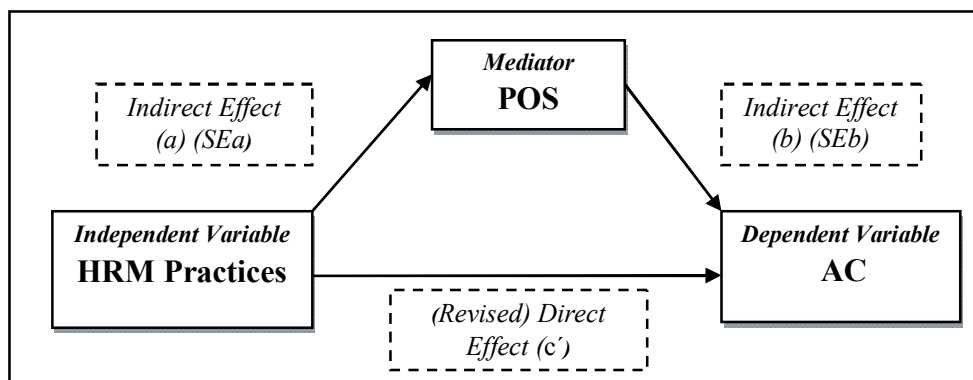 Mediator
POS
Indirect Effect
(a) (SEa)
Indirect Effect
(b) (SEb)
Independent Variable
HRM Practices
Dependent Variable
AC
(Revised) Direct
Effect (c´)